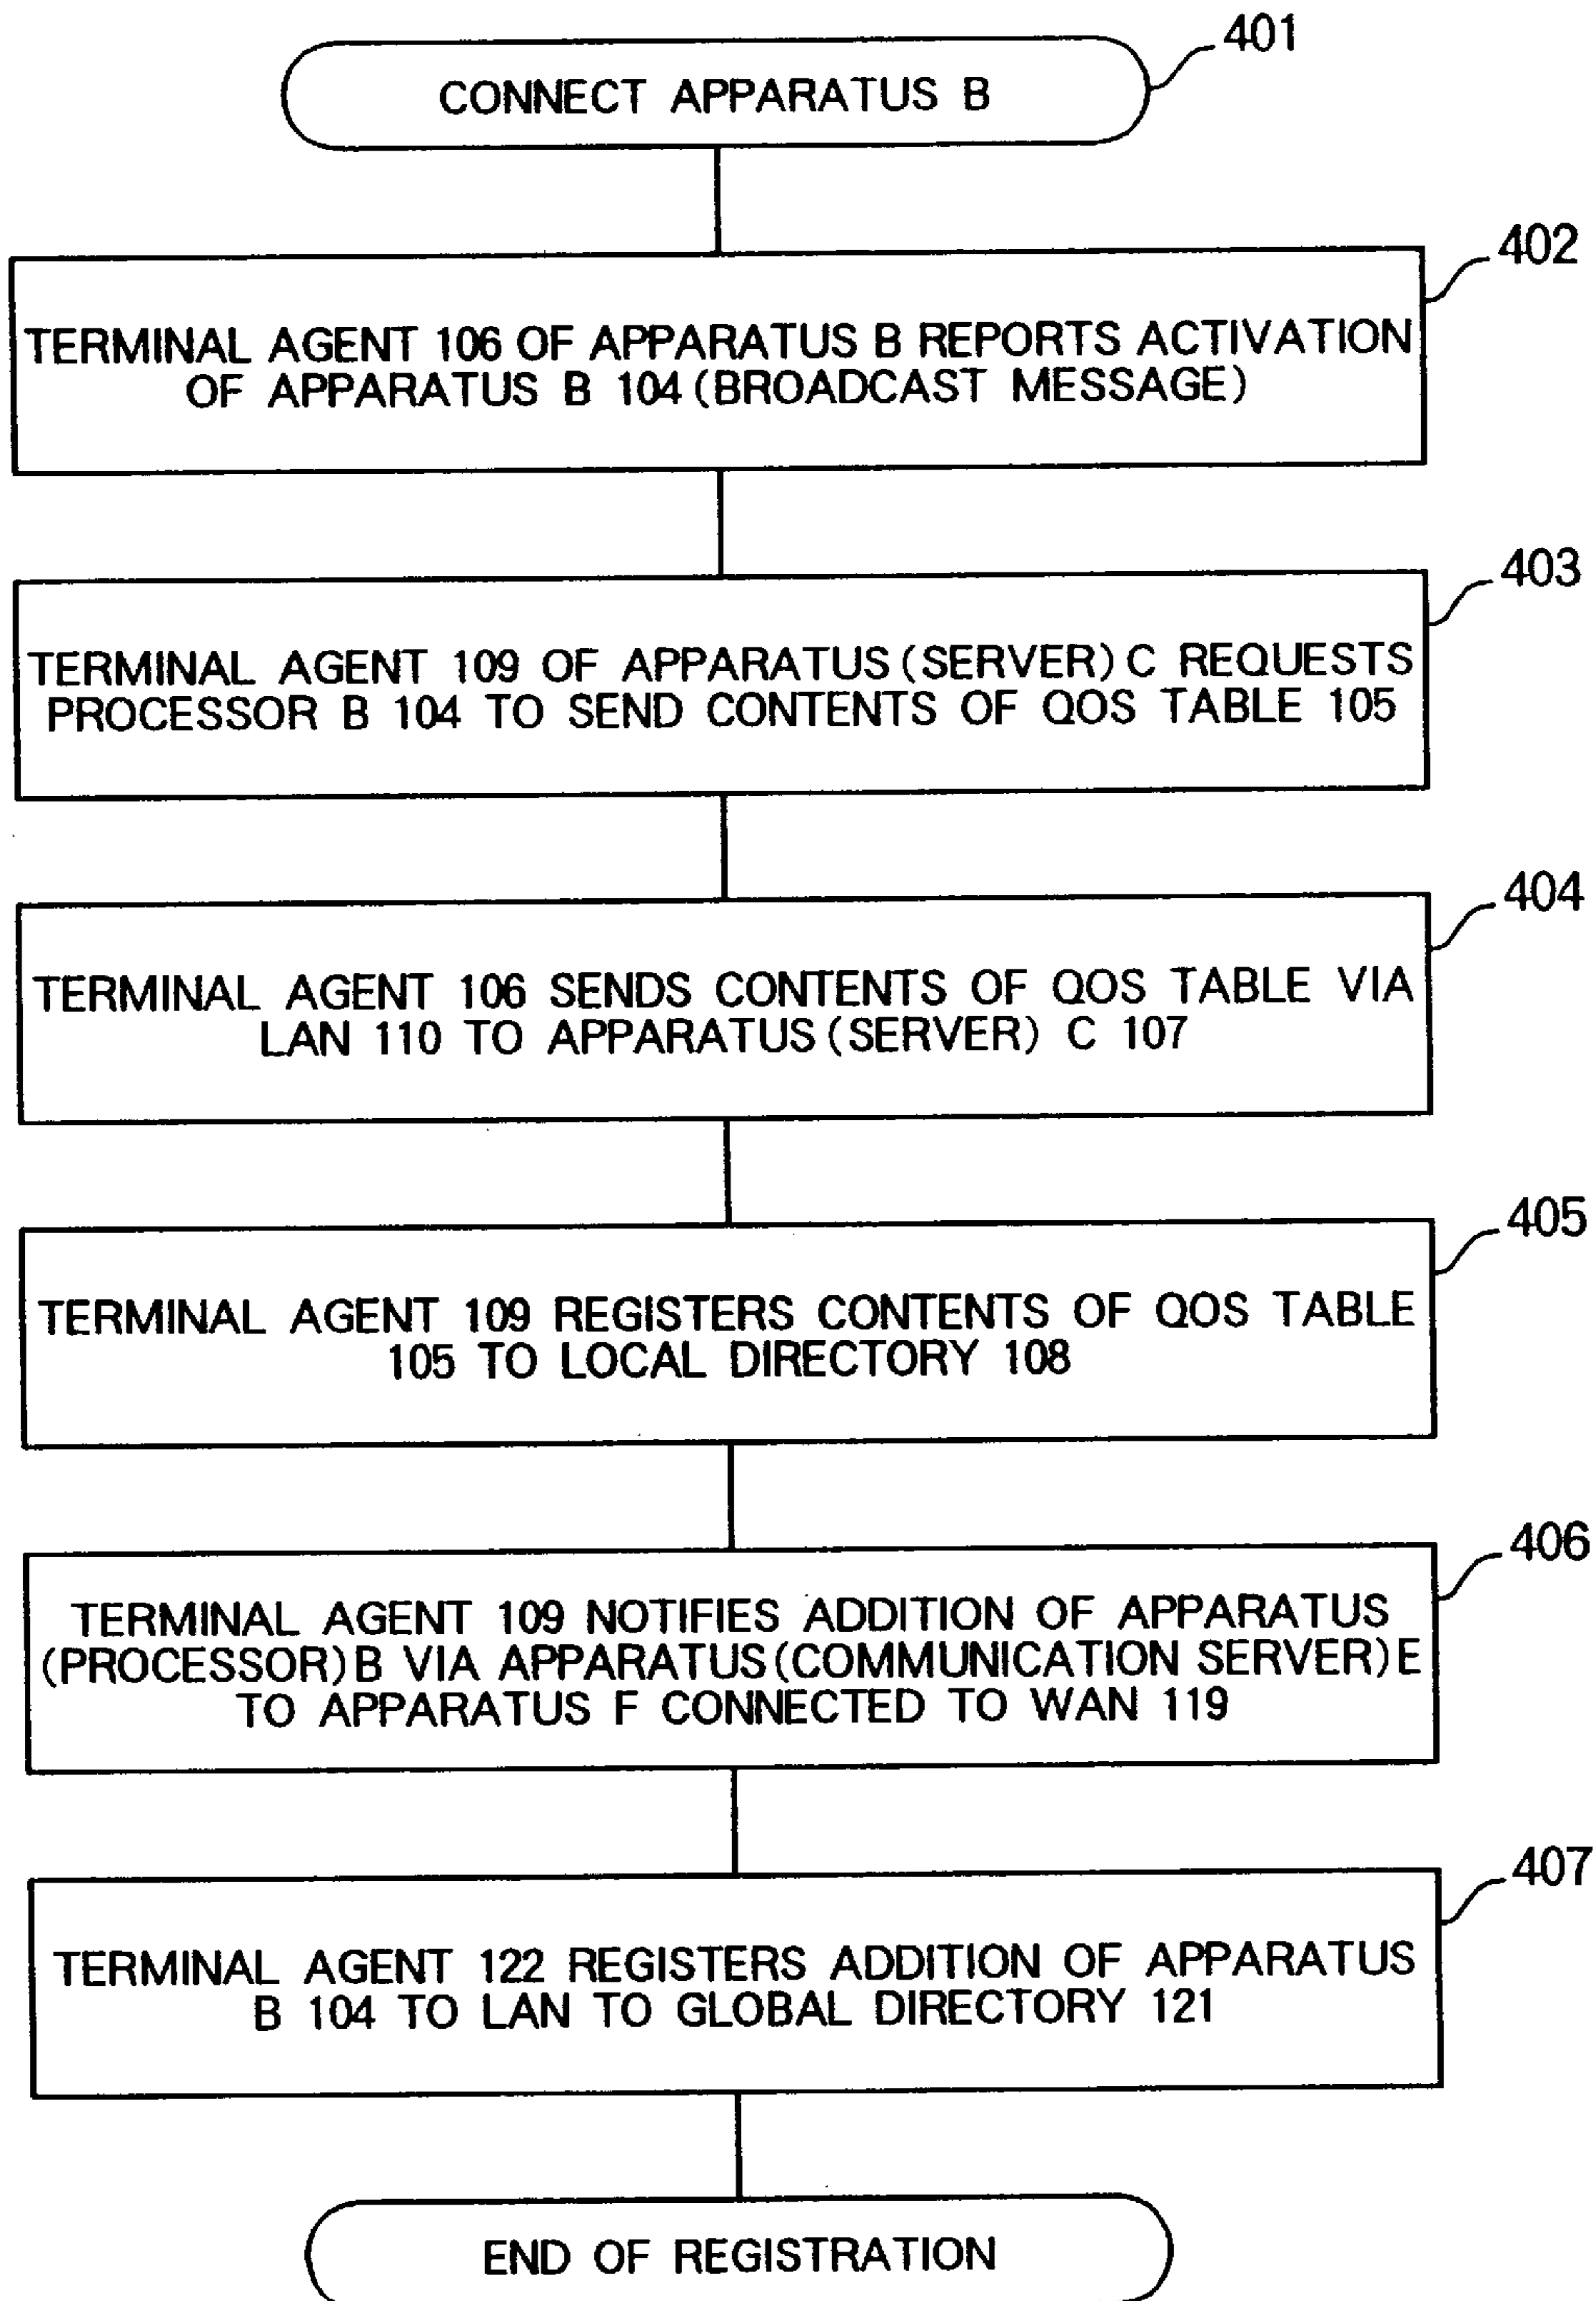 401
CONNECT APPARATUS B
402
TERMINAL AGENT 106 OF APPARATUS B REPORTS ACTIVATION
OF APPARATUS B 104 (BROADCAST MESSAGE)
403
TERMINAL AGENT 109 OF APPARATUS (SERVER) C REQUESTS
PROCESSOR B 104 TO SEND CONTENTS OF QOS TABLE 105
404
TERMINAL AGENT 106 SENDS CONTENTS OF QOS TABLE VIA
LAN 110 TO APPARATUS (SERVER) C 107
405
TERMINAL AGENT 109 REGISTERS CONTENTS OF QOS TABLE
105 TO LOCAL DIRECTORY 108
406
TERMINAL AGENT 109 NOTIFIES ADDITION OF APPARATUS
(PROCESSOR) B VIA APPARATUS (COMMUNICATION SERVER) E
TO APPARATUS F CONNECTED TO WAN 119
407
TERMINAL AGENT 122 REGISTERS ADDITION OF APPARATUS
B 104 TO LAN TO GLOBAL DIRECTORY 121
END OF REGISTRATION